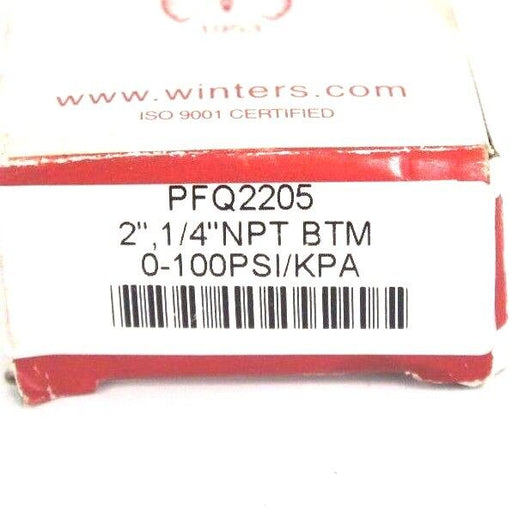 www.winters.com
ISO 9001 CERTIFIED
PFQ2205
2",1/4"NPT BTM
0-100PSI/KPA